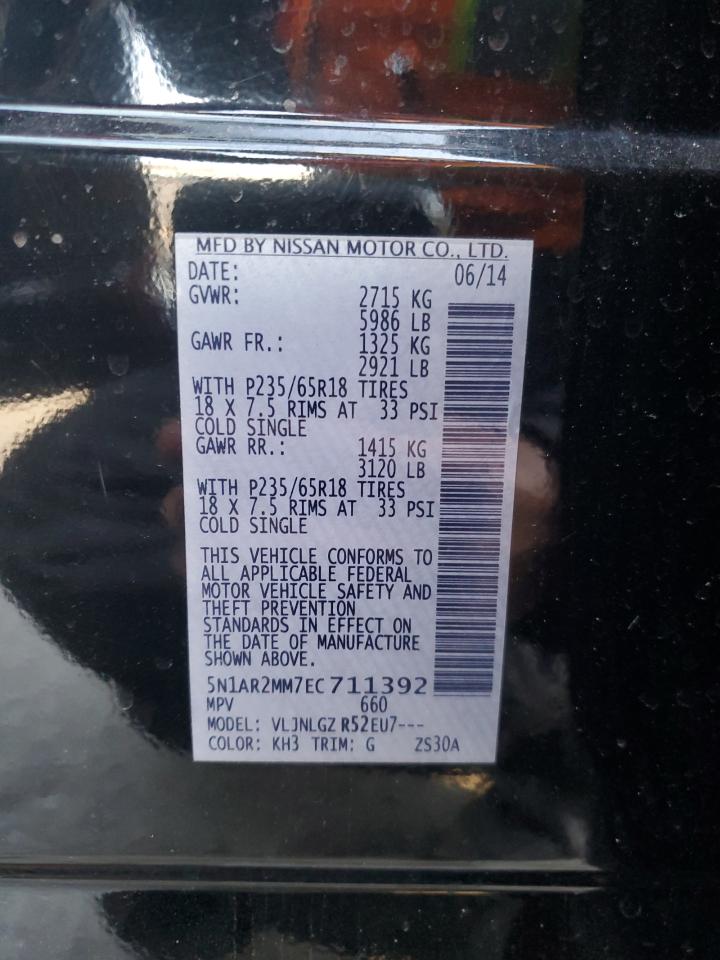 MFD BY NISSAN MOTOR CO., LTD.
DATE: 06/14
GVWR: 2715 KG
5986 LB
GAWR FR.: 1325 KG
2921 LB
WITH P235/65R18 TIRES
18 X 7.5 RIMS AT 33 PSI
COLD SINGLE
GAWR RR.: 1415 KG
3120 LB
WITH P235/65R18 TIRES
18 X 7.5 RIMS AT 33 PSI
COLD SINGLE
THIS VEHICLE CONFORMS TO
ALL APPLICABLE FEDERAL
MOTOR VEHICLE SAFETY AND
THEFT PREVENTION
STANDARDS IN EFFECT ON
THE DATE OF MANUFACTURE
SHOWN ABOVE.
5N1AR2MM7EC711392
MPV 660
MODEL: VLJNLGZ R52EU7---
COLOR: KH3 TRIM: G ZS30A